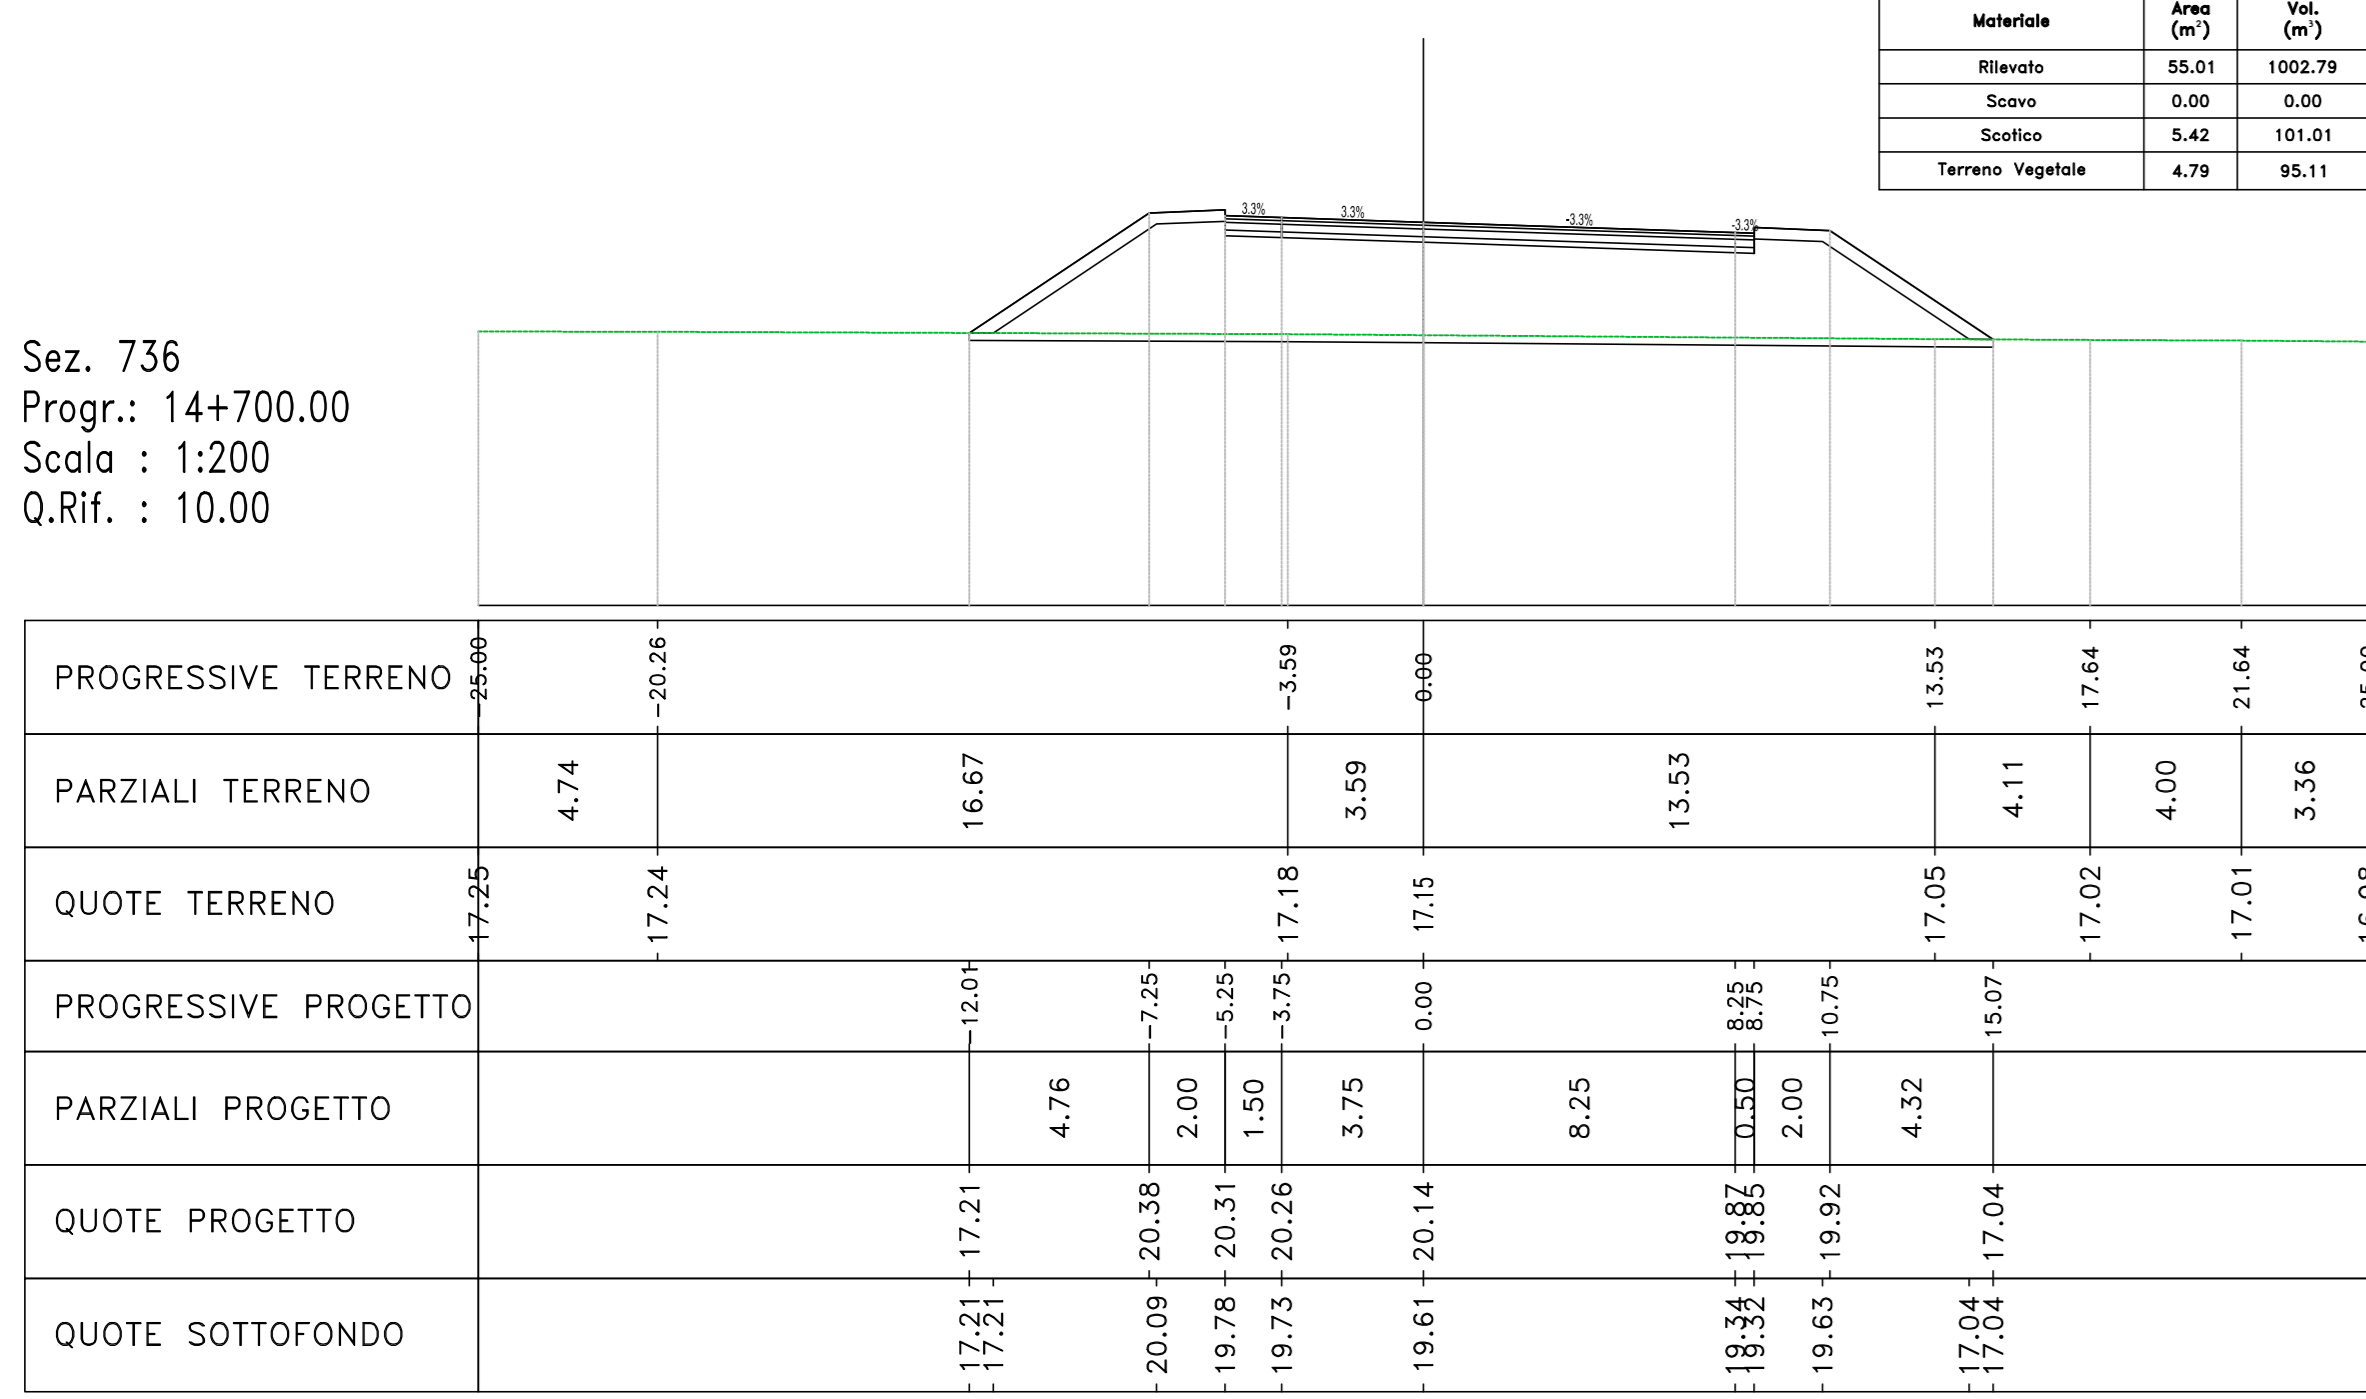 Materiale Area (m²) Vol. (m³)
Rilevato 55.01 1002.79
Scavo 0.00 0.00
Scotico 5.42 101.01
Terreno Vegetale 4.79 95.11
3.3% 3.3% -3.3% -3.3%
Sez. 736
Progr.: 14+700.00
Scala : 1:200
Q.Rif. : 10.00
PROGRESSIVE TERRENO -25.00 -20.26 -3.59 0.00 13.53 17.64 21.64
PARZIALI TERRENO 4.74 16.67 3.59 13.53 4.11 4.00 3.36
QUOTE TERRENO 17.25 17.24 17.18 17.15 17.05 17.02 17.01
PROGRESSIVE PROGETTO -12.01 -7.25 -5.25 -3.75 0.00 8.25 8.75 10.75 15.07
PARZIALI PROGETTO 4.76 2.00 1.50 3.75 8.25 0.50 2.00 4.32
QUOTE PROGETTO 17.21 20.38 20.31 20.26 20.14 19.87 19.85 19.92 17.04
QUOTE SOTTOFONDO 17.21 17.21 20.09 19.78 19.73 19.61 19.34 19.32 19.63 17.04 17.04